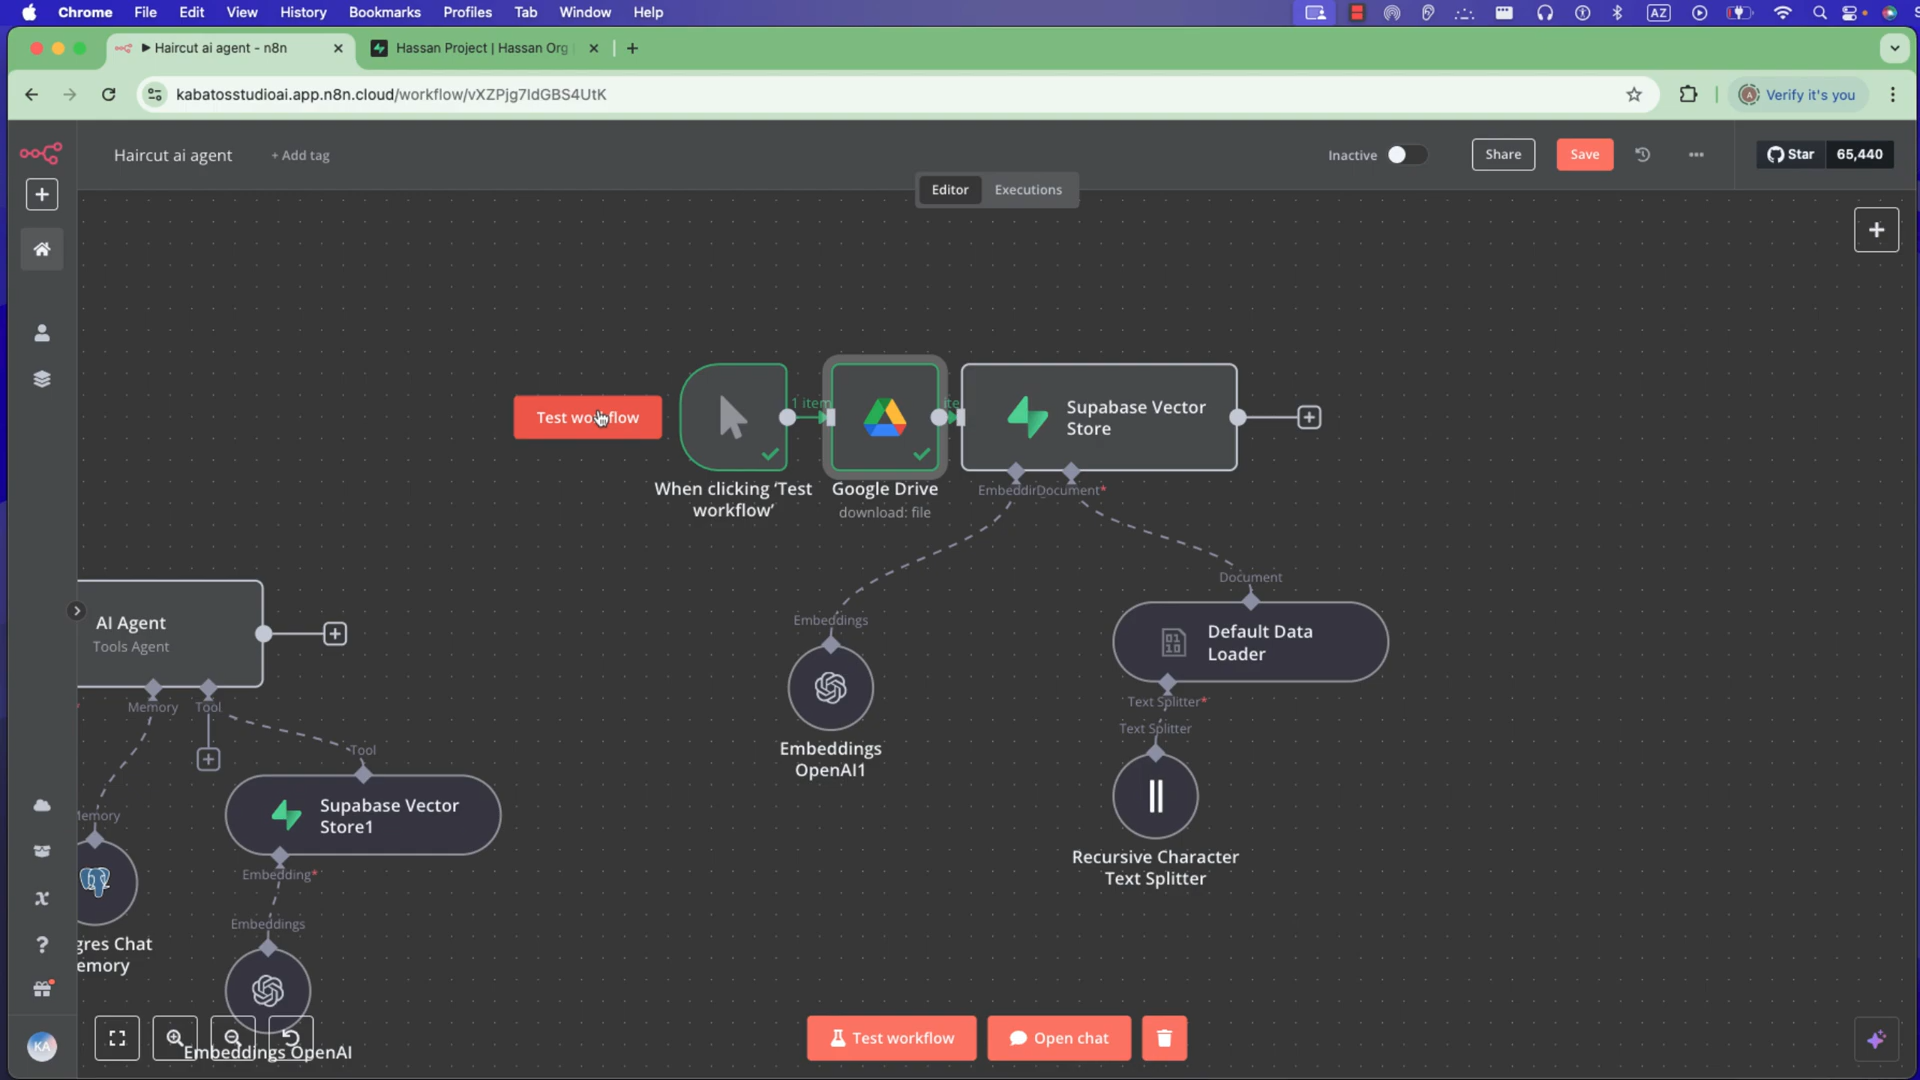 Chrome File Edit View History Bookmarks Profiles Tab Window Help AZ
Haircut ai agent - n8n Hassan Project | Hassan Org
kabatosstudioai.app.n8n.cloud/workflow/vXZPjg7IdGBS4UtK Verify it's you
Haircut ai agent + Add tag Inactive Share Save Star 65,440
Editor Executions
Test workflow
1 item
Supabase Vector
Store
When clicking 'Test
workflow'
Google Drive
download: file
Document*
Document
Embeddings
Default Data
Loader
Text Splitter*
Text Splitter
Embeddings
OpenAI1
Recursive Character
Text Splitter
AI Agent
Tools Agent
Memory Tool
Tool
Supabase Vector
Store1
Embedding*
Embeddings
Embeddings OpenAI
KA
Test workflow Open chat